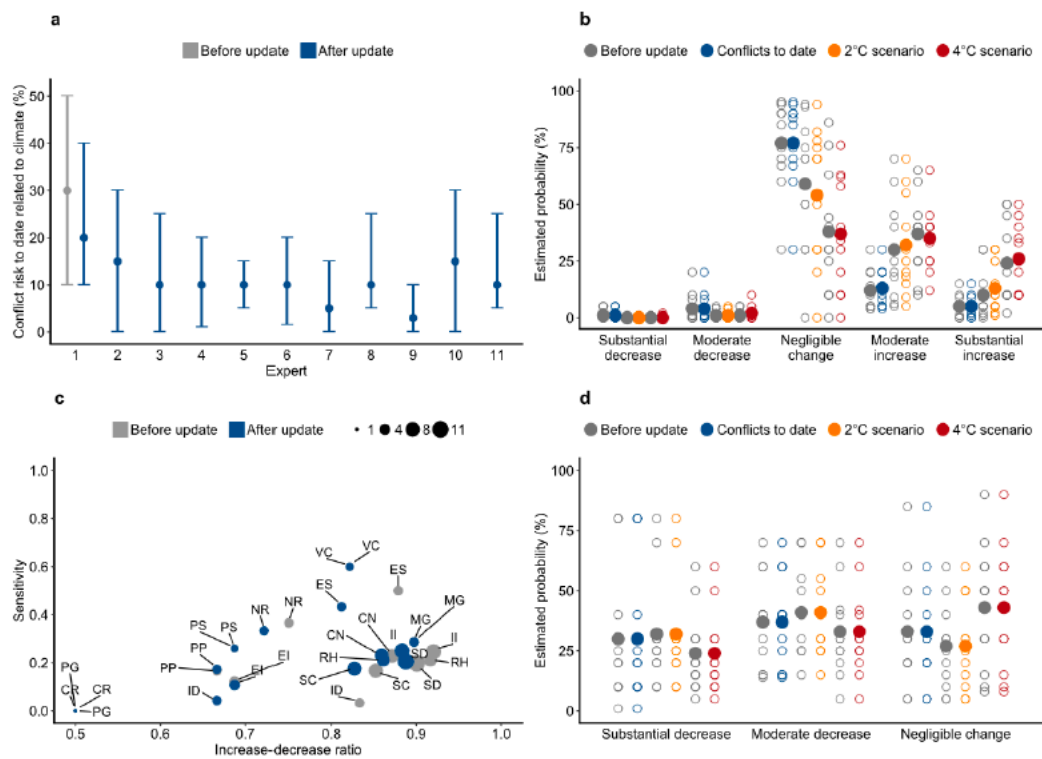 a
Before update After update
Conflict risk to date related to climate (%)
50
40
30
20
10
0
1 2 3 4 5 6 7 8 9 10 11
Expert
b
Before update Conflicts to date 2°C scenario 4°C scenario
Estimated probability (%)
100
75
50
25
0
Substantial decrease Moderate decrease Negligible change Moderate increase Substantial increase
c
Before update After update 1 4 8 11
Sensitivity
1.0
0.8
0.6
0.4
0.2
0.0
VC VC
ES ES
NR NR
PS PS
MG MG
CN CN II II
PP EI EI RH SD RH
ID SC SC SD
ID
PG
CR CR
PG
0.5 0.6 0.7 0.8 0.9 1.0
Increase–decrease ratio
d
Before update Conflicts to date 2°C scenario 4°C scenario
Estimated probability (%)
100
75
50
25
0
Substantial decrease Moderate decrease Negligible change